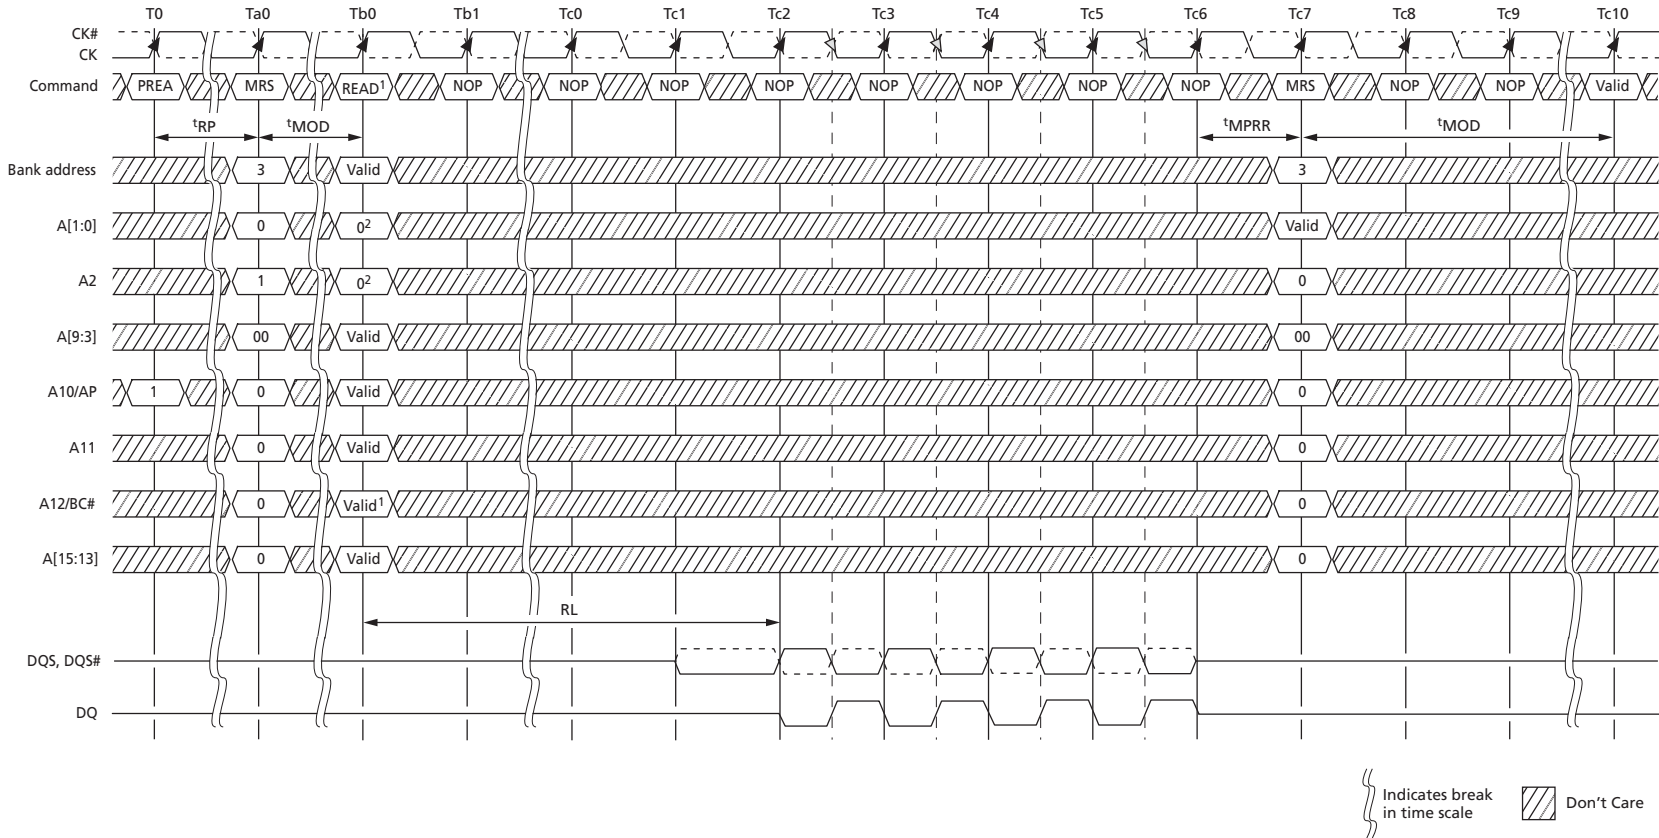 T0 Ta0 Tb0 Tb1 Tc0 Tc1 Tc2 Tc3 Tc4 Tc5 Tc6 Tc7 Tc8 Tc9 Tc10
CK#
CK
Command PREA MRS READ1 NOP NOP NOP NOP NOP NOP NOP NOP MRS NOP NOP Valid
tRP tMOD tMPRR tMOD
Bank address 3 Valid 3
A[1:0] 0 02 Valid
A2 1 02 0
A[9:3] 00 Valid 00
A10/AP 1 0 Valid 0
A11 0 Valid 0
A12/BC# 0 Valid1 0
A[15:13] 0 Valid 0
RL
DQS, DQS#
DQ
Indicates break
in time scale
Don't Care